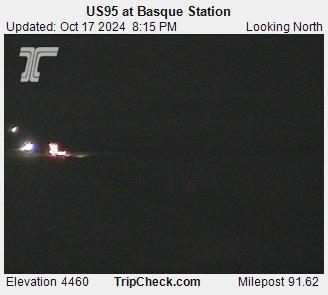 US95 at Basque Station
Updated: Oct 17 2024 8:15 PM Looking North
Elevation 4460 TripCheck.com Milepost 91.62